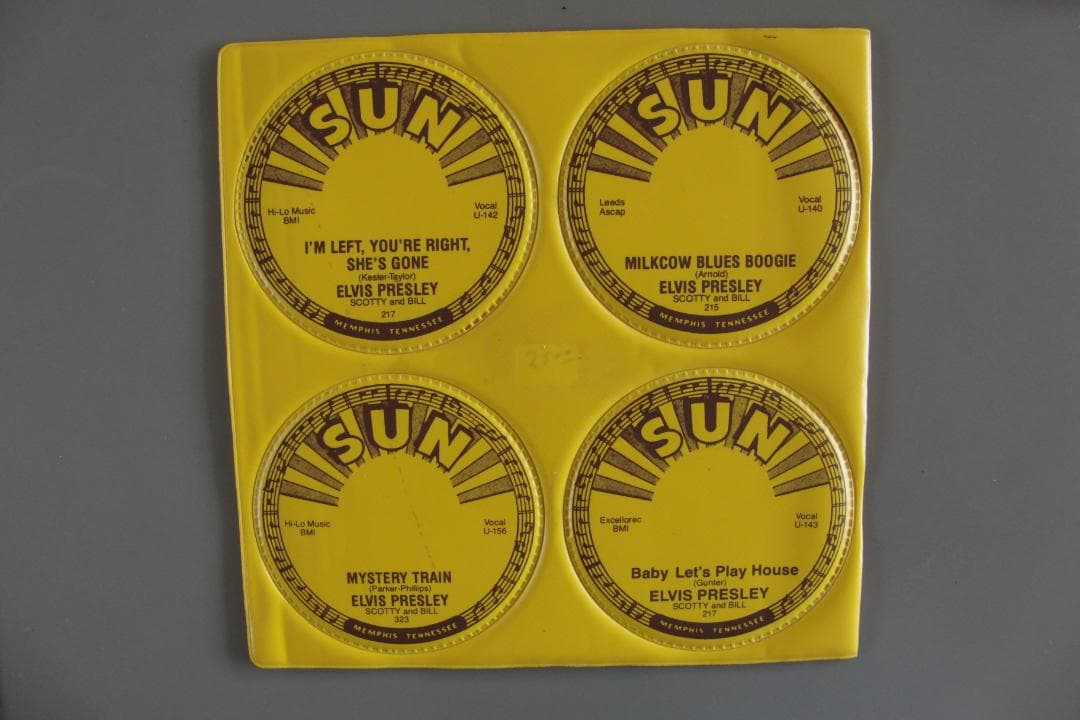 SUN
Hi-Lo Music
BMI
Vocal
U-142
I'M LEFT, YOU'RE RIGHT,
SHE'S GONE
(Kesler-Taylor)
ELVIS PRESLEY
SCOTTY and BILL
217
MEMPHIS TENNESSEE
SUN
Leeds
Ascap
Vocal
U-140
MILKCOW BLUES BOOGIE
(Arnold)
ELVIS PRESLEY
SCOTTY and BILL
215
MEMPHIS TENNESSEE
SUN
Hi-Lo Music
BMI
Vocal
U-156
MYSTERY TRAIN
(Parker-Phillips)
ELVIS PRESLEY
SCOTTY and BILL
323
MEMPHIS TENNESSEE
SUN
Excellorec
BMI
Vocal
U-143
Baby Let's Play House
(Gunter)
ELVIS PRESLEY
SCOTTY and BILL
217
MEMPHIS TENNESSEE